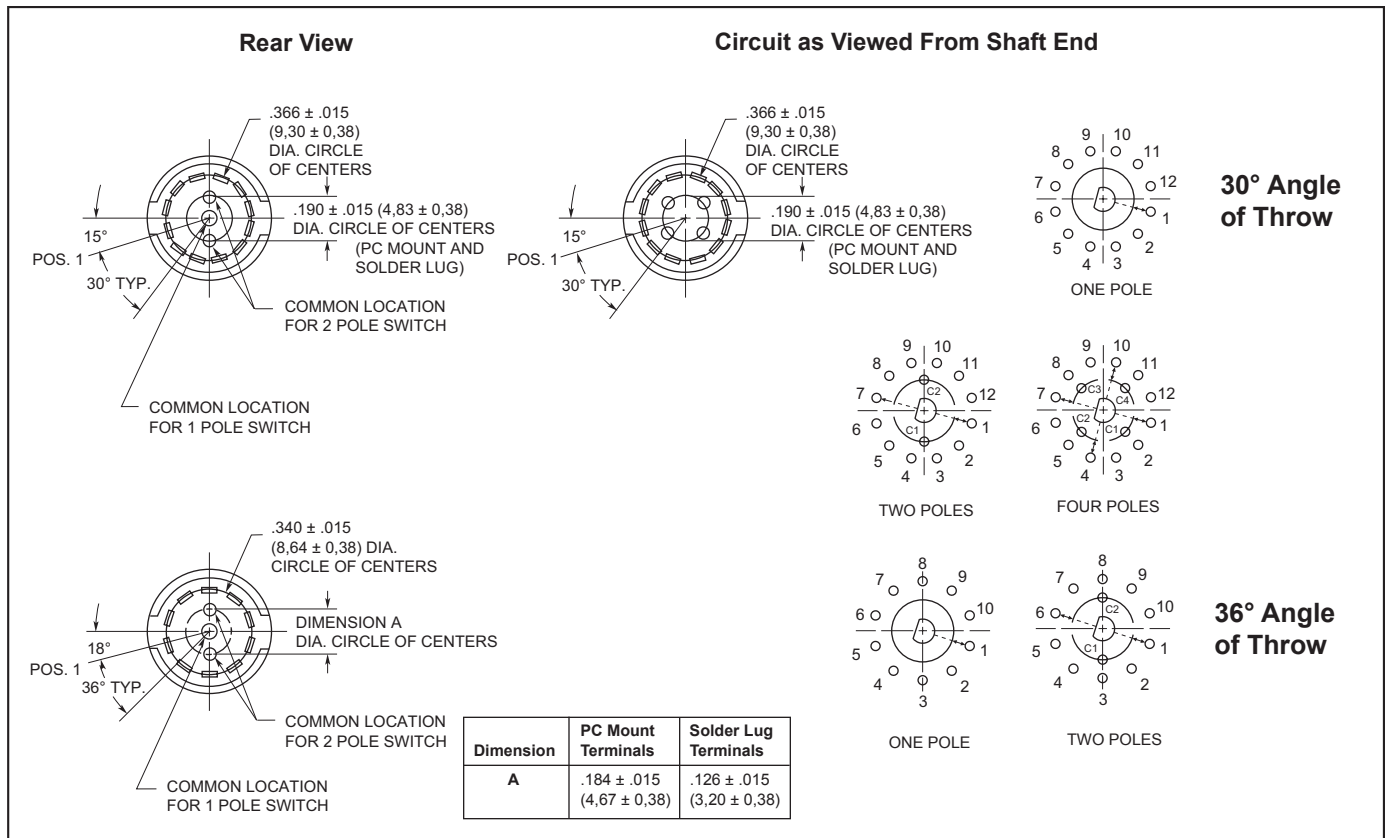 Rear View
Circuit as Viewed From Shaft End
.366 ± .015
(9,30 ± 0,38)
DIA. CIRCLE
OF CENTERS
.190 ± .015 (4,83 ± 0,38)
DIA. CIRCLE OF CENTERS
(PC MOUNT AND
SOLDER LUG)
15°
POS. 1
30° TYP.
COMMON LOCATION
FOR 2 POLE SWITCH
COMMON LOCATION
FOR 1 POLE SWITCH
.366 ± .015
(9,30 ± 0,38)
DIA. CIRCLE
OF CENTERS
.190 ± .015 (4,83 ± 0,38)
DIA. CIRCLE OF CENTERS
(PC MOUNT AND
SOLDER LUG)
15°
POS. 1
30° TYP.
9 10
8 11
7 12
6 1
5 2
4 3
ONE POLE
30° Angle
of Throw
9 10
8 11
7 C2 12
6 C1 1
5 2
4 3
TWO POLES
9 10
8 11
7 C3 C4 12
6 C2 C1 1
5 2
4 3
FOUR POLES
.340 ± .015
(8,64 ± 0,38) DIA.
CIRCLE OF CENTERS
DIMENSION A
DIA. CIRCLE OF CENTERS
18°
POS. 1
36° TYP.
COMMON LOCATION
FOR 2 POLE SWITCH
COMMON LOCATION
FOR 1 POLE SWITCH
Dimension
PC Mount
Terminals
Solder Lug
Terminals
A
.184 ± .015
(4,67 ± 0,38)
.126 ± .015
(3,20 ± 0,38)
8
7 9
6 10
5 1
4 2
3
ONE POLE
8
7 9
6 C2 10
5 C1 1
4 2
3
TWO POLES
36° Angle
of Throw